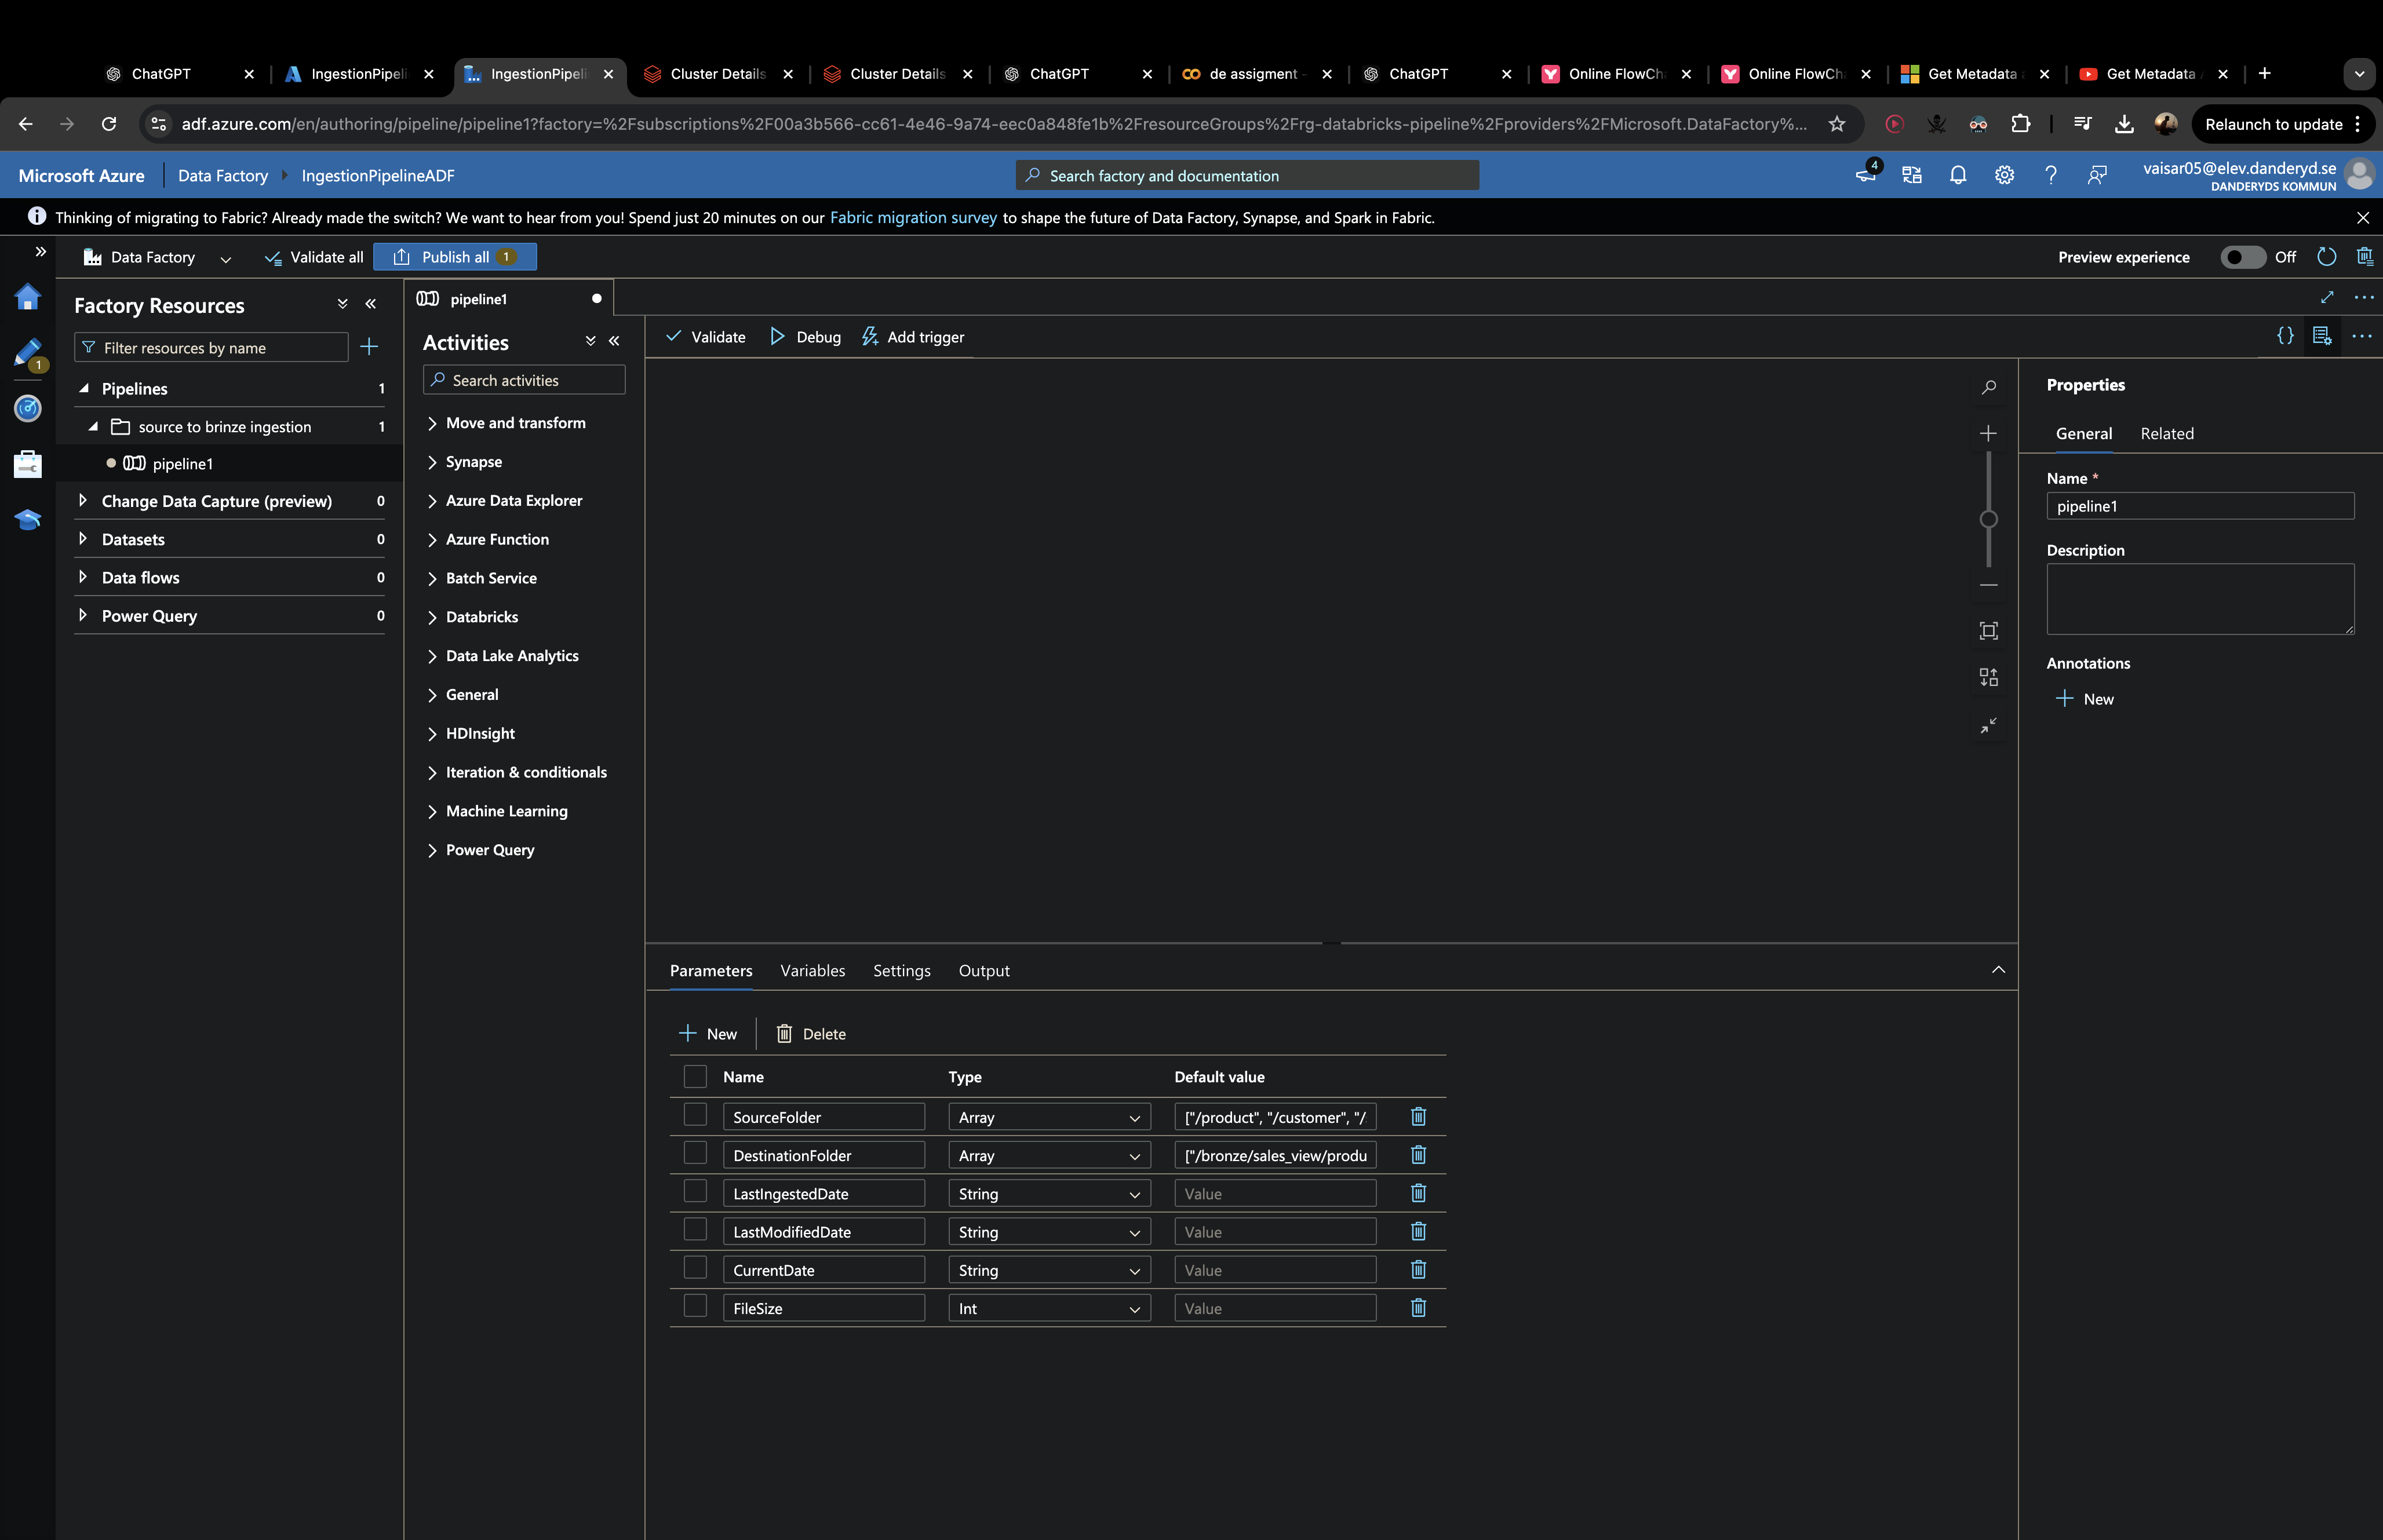 ChatGPT
IngestionPipeli
IngestionPipeli
Cluster Details
Cluster Details
ChatGPT
de assigment -
ChatGPT
Online FlowCh
Online FlowCh
Get Metadata
Get Metadata
adf.azure.com/en/authoring/pipeline/pipeline1?factory=%2Fsubscriptions%2F00a3b566-cc61-4e46-9a74-eec0a848fe1b%2FresourceGroups%2Frg-databricks-pipeline%2Fproviders%2FMicrosoft.DataFactory%...
Relaunch to update
Microsoft Azure
Data Factory
IngestionPipelineADF
Search factory and documentation
4
vaisar05@elev.danderyd.se
DANDERYDS KOMMUN
Thinking of migrating to Fabric? Already made the switch? We want to hear from you! Spend just 20 minutes on our Fabric migration survey to shape the future of Data Factory, Synapse, and Spark in Fabric.
Data Factory
Validate all
Publish all 1
Preview experience
Off
1
Factory Resources
Filter resources by name
Pipelines 1
source to brinze ingestion 1
pipeline1
Change Data Capture (preview) 0
Datasets 0
Data flows 0
Power Query 0
pipeline1
Activities
Search activities
Move and transform
Synapse
Azure Data Explorer
Azure Function
Batch Service
Databricks
Data Lake Analytics
General
HDInsight
Iteration & conditionals
Machine Learning
Power Query
Validate
Debug
Add trigger
Parameters
Variables
Settings
Output
New
Delete
Name Type Default value
SourceFolder Array ["/product", "/customer", "/
DestinationFolder Array ["/bronze/sales_view/produ
LastIngestedDate String Value
LastModifiedDate String Value
CurrentDate String Value
FileSize Int Value
Properties
General
Related
Name *
pipeline1
Description
Annotations
New